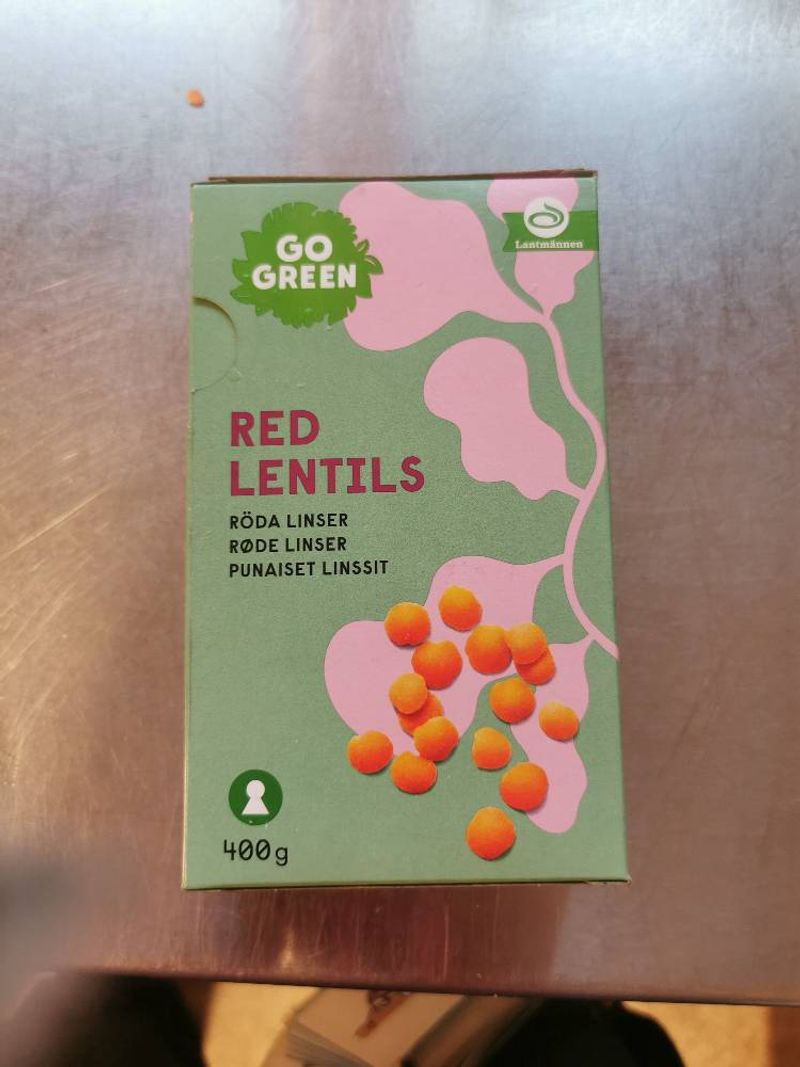 GO
GREEN
Lantmännen
RED
LENTILS
RÖDA LINSER
RØDE LINSER
PUNAISET LINSSIT
400g